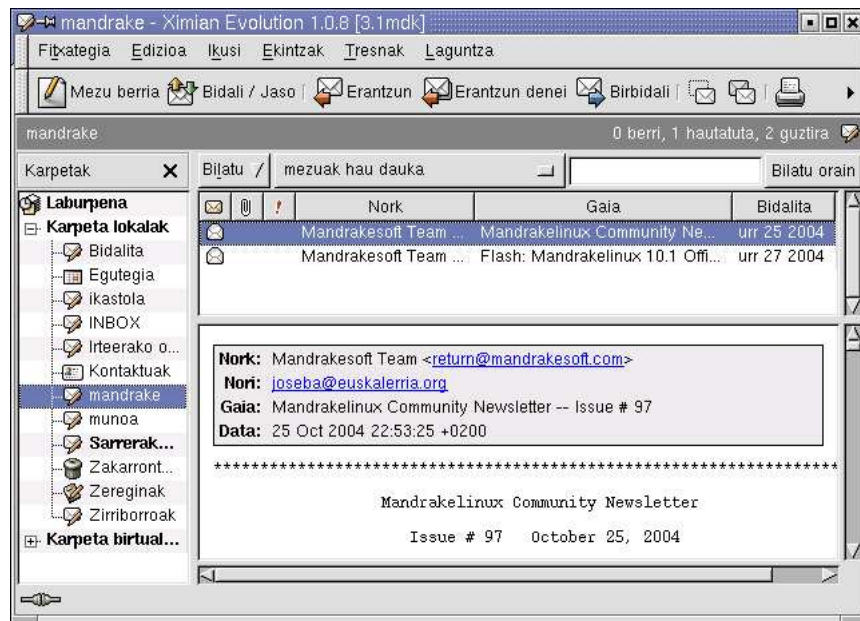 mandrake - Ximian Evolution 1.0.8 [3.1mdk]
Fitxategia Edizioa Ikusi Ekintzak Tresnak Laguntza
Mezu berria Bidali / Jaso Erantzun Erantzun denei Birbidali
mandrake 0 berri, 1 hautatuta, 2 guztira
Karpetak
Bilatu mezuak hau dauka Bilatu orain
Laburpena
Karpeta lokalak
Bidalita
Egutegia
ikastola
INBOX
Irteerako o...
Kontaktuak
mandrake
munoa
Sarrerak...
Zakarront...
Zereginak
Zirriborroak
Karpeta birtual...
! Nork Gaia Bidalita
Mandrakesoft Team ... Mandrakelinux Community Ne... urr 25 2004
Mandrakesoft Team ... Flash: Mandrakelinux 10.1 Offi... urr 27 2004
Nork: Mandrakesoft Team <return@mandrakesoft.com>
Nori: joseba@euskalerria.org
Gaia: Mandrakelinux Community Newsletter -- Issue # 97
Data: 25 Oct 2004 22:53:25 +0200
*********************************************************************
Mandrakelinux Community Newsletter
Issue # 97 October 25, 2004